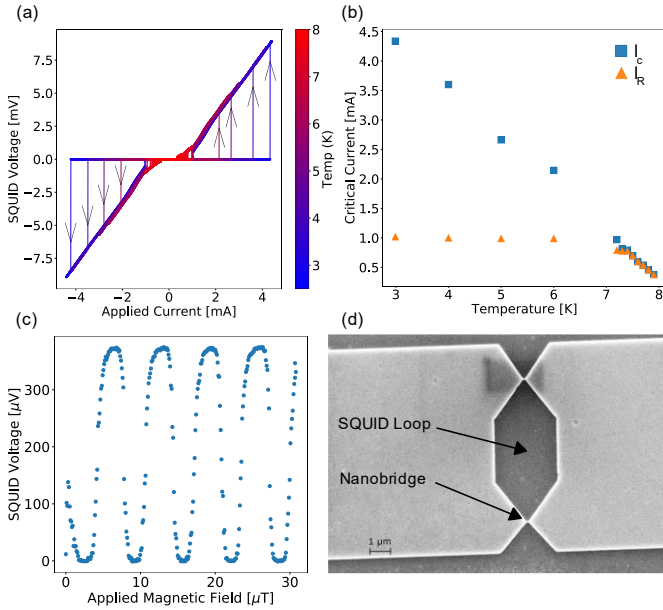 (a)
SQUID Voltage [mV]
7.5
5.0
2.5
0.0
−2.5
−5.0
−7.5
−4
−2
0
2
4
Applied Current [mA]
8
7
6
5
4
3
Temp (K)
(b)
Critical Current [mA]
4.5
4.0
3.5
3.0
2.5
2.0
1.5
1.0
0.5
3
4
5
6
7
8
Temperature [K]
I_c
I_R
(c)
SQUID Voltage [µV]
300
200
100
0
0
10
20
30
Applied Magnetic Field [µT]
(d)
SQUID Loop
Nanobridge
1 µm